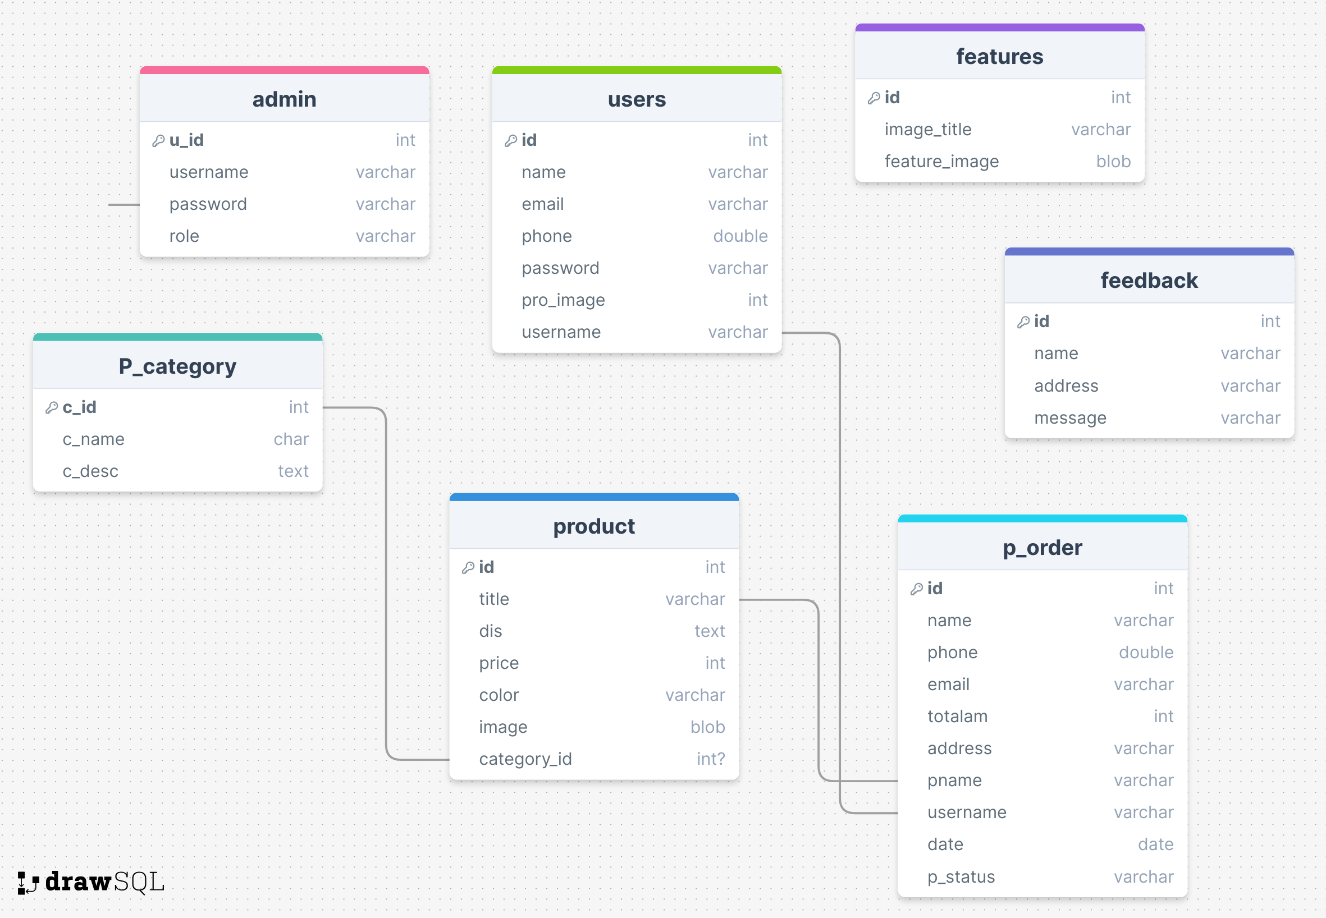 admin
u_id int
username varchar
password varchar
role varchar
users
id int
name varchar
email varchar
phone double
password varchar
pro_image int
username varchar
features
id int
image_title varchar
feature_image blob
feedback
id int
name varchar
address varchar
message varchar
P_category
c_id int
c_name char
c_desc text
product
id int
title varchar
dis text
price int
color varchar
image blob
category_id int?
p_order
id int
name varchar
phone double
email varchar
totalam int
address varchar
pname varchar
username varchar
date date
p_status varchar
drawSQL